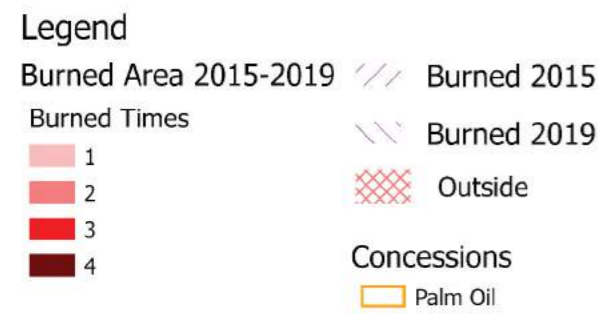 Legend
Burned Area 2015-2019
Burned Times
1
2
3
4
Burned 2015
Burned 2019
Outside
Concessions
Palm Oil